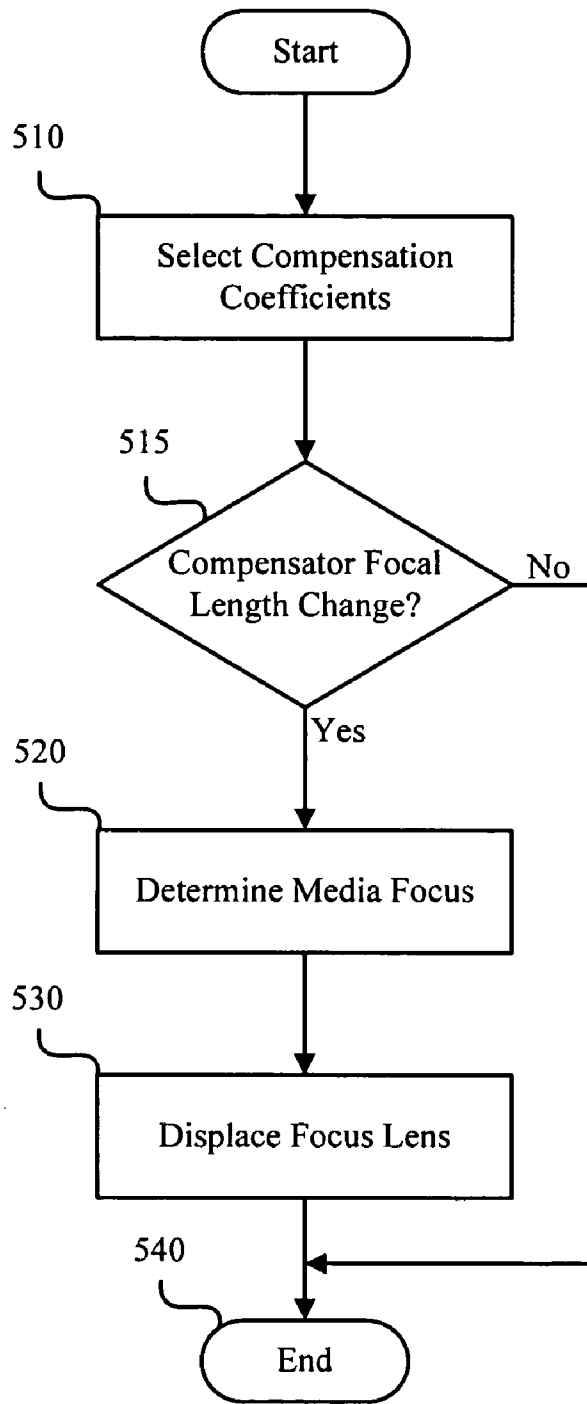 Start
510
Select Compensation
Coefficients
515
Compensator Focal
Length Change?
No
Yes
520
Determine Media Focus
530
Displace Focus Lens
540
End